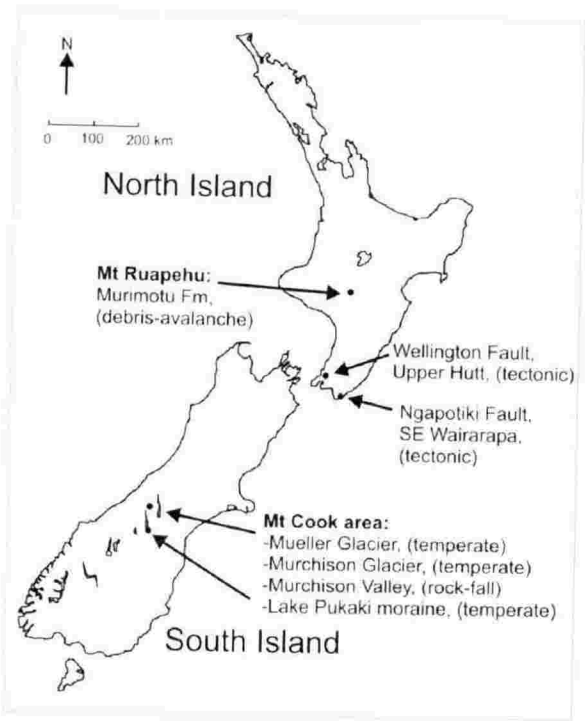 N
0 100 200 km
North Island
Mt Ruapehu:
Murimotu Fm,
(debris-avalanche)
Wellington Fault,
Upper Hutt, (tectonic)
Ngapotiki Fault,
SE Wairarapa,
(tectonic)
Mt Cook area:
-Mueller Glacier, (temperate)
-Murchison Glacier, (temperate)
-Murchison Valley, (rock-fall)
-Lake Pukaki moraine, (temperate)
South Island